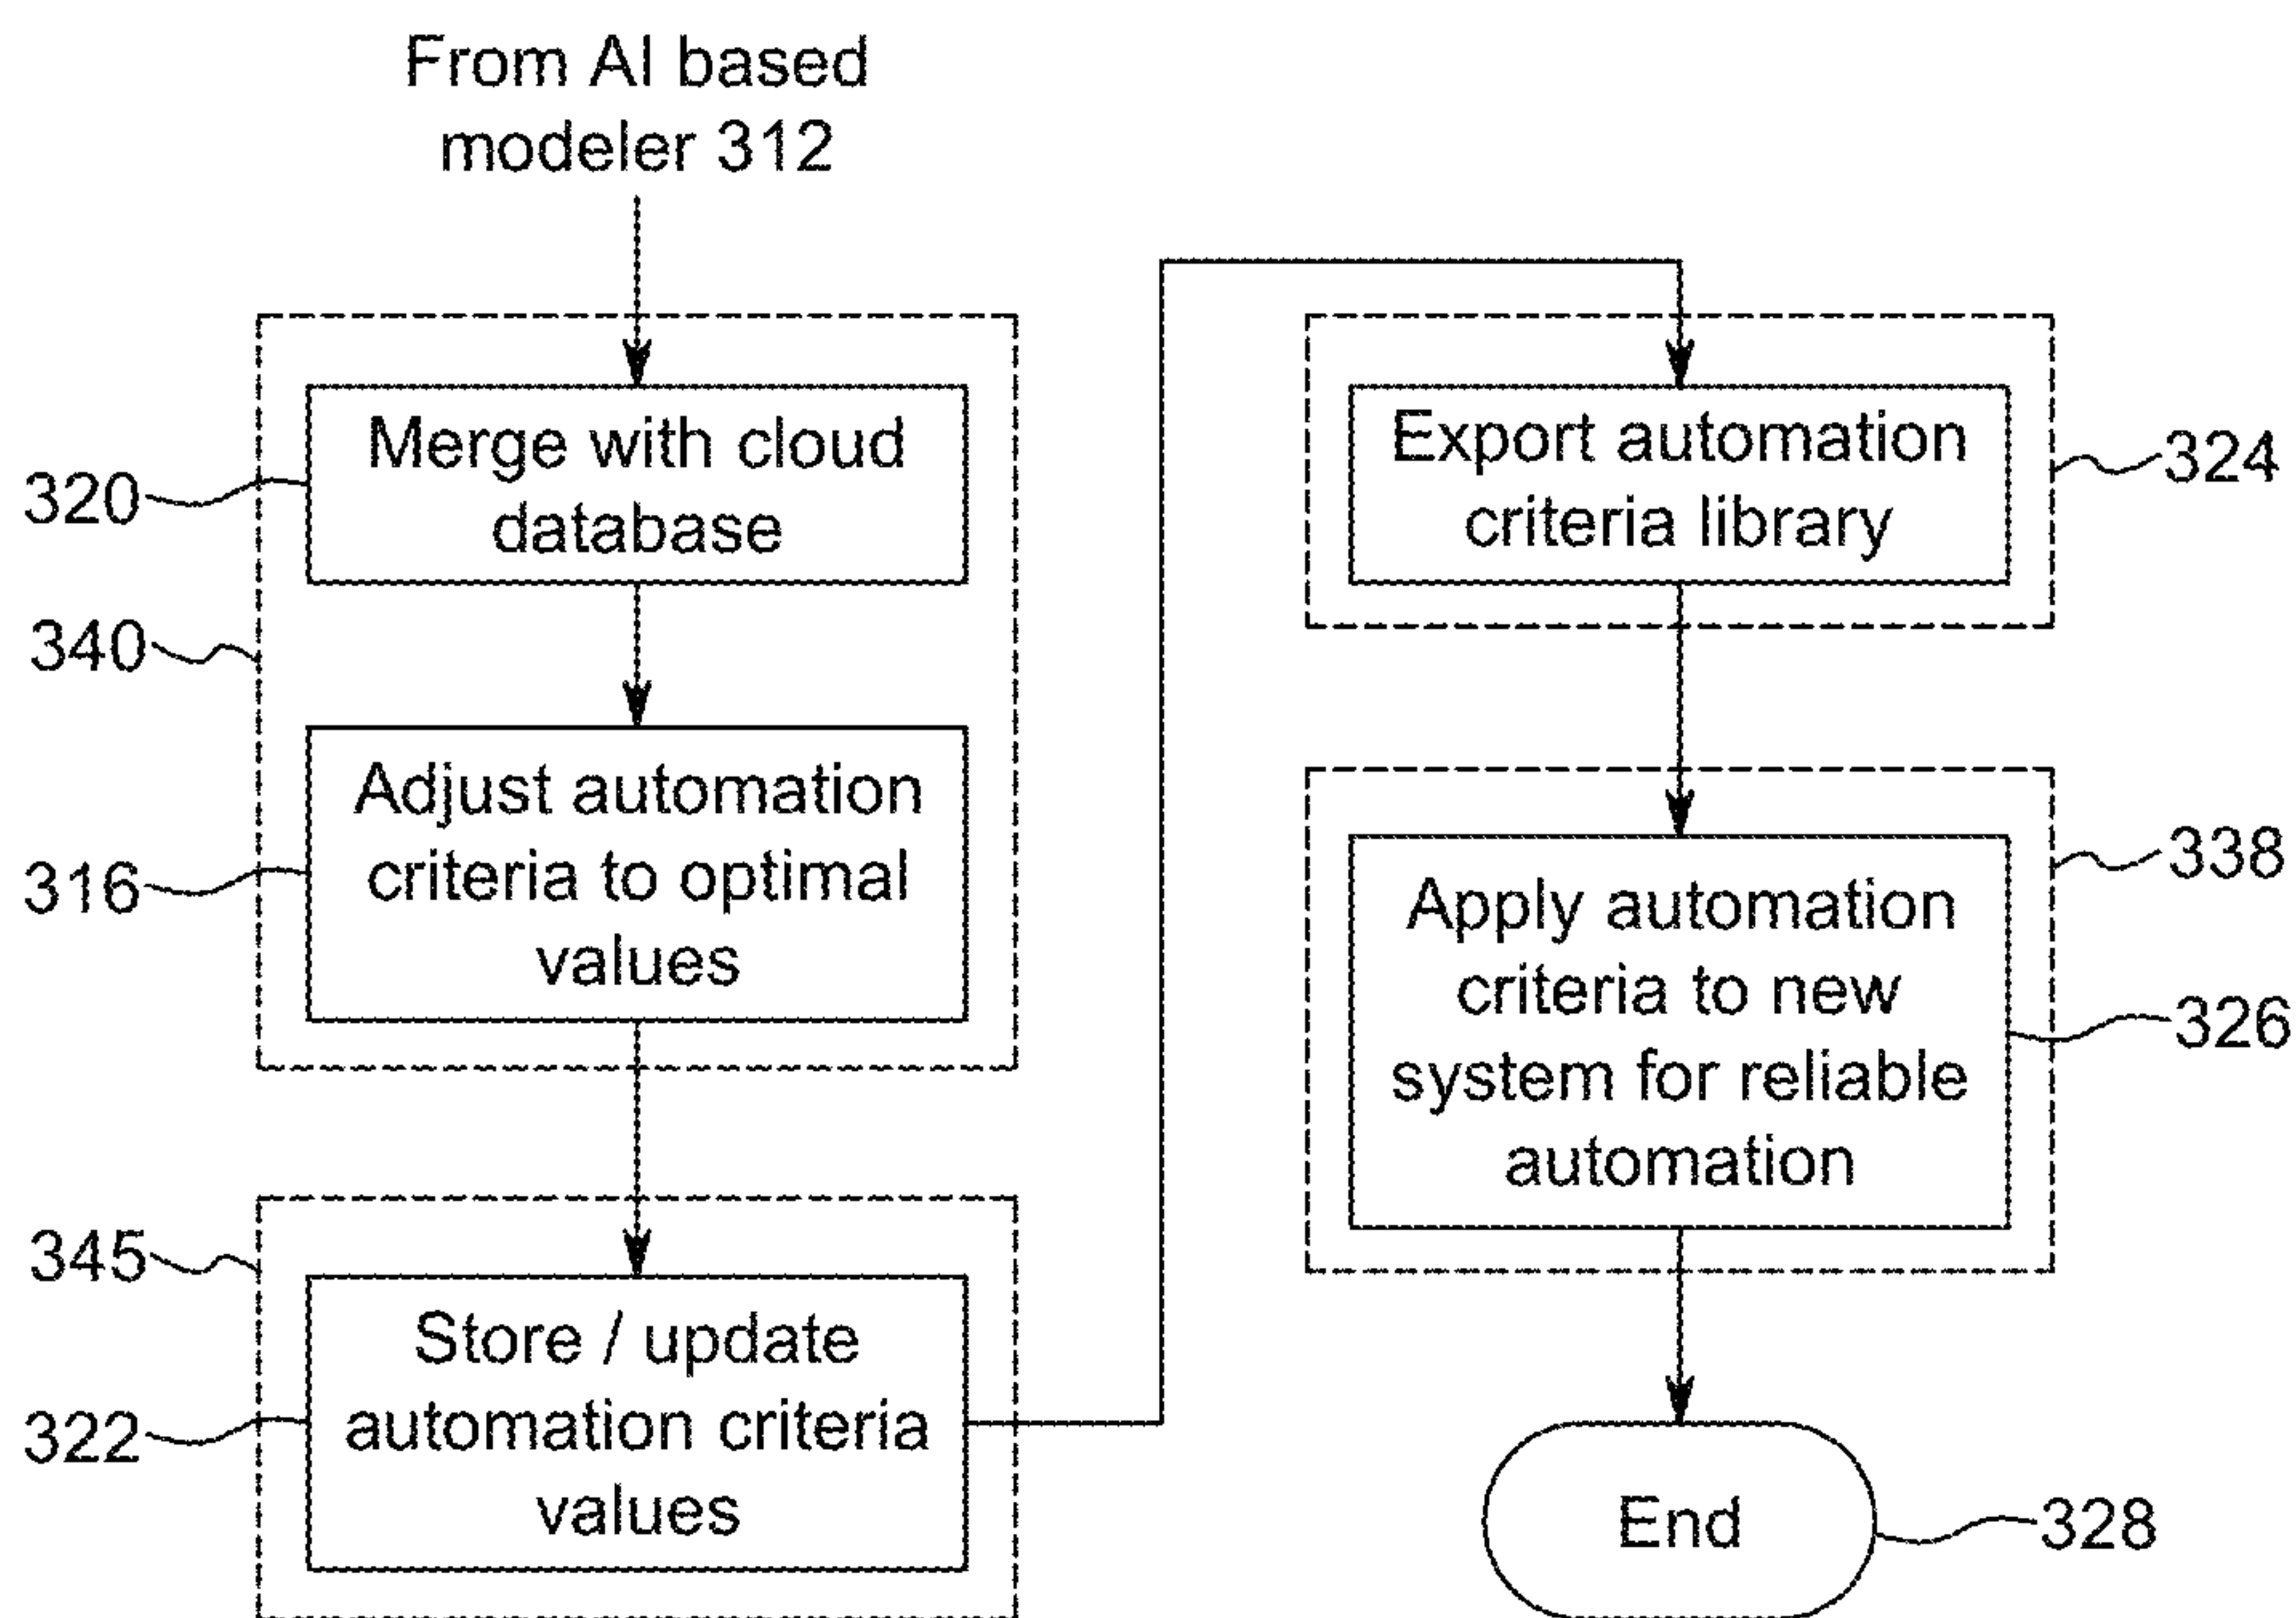 From AI based
modeler 312
320
Merge with cloud
database
340
316
Adjust automation
criteria to optimal
values
345
322
Store / update
automation criteria
values
Export automation
criteria library
324
338
Apply automation
criteria to new
system for reliable
automation
326
End
328